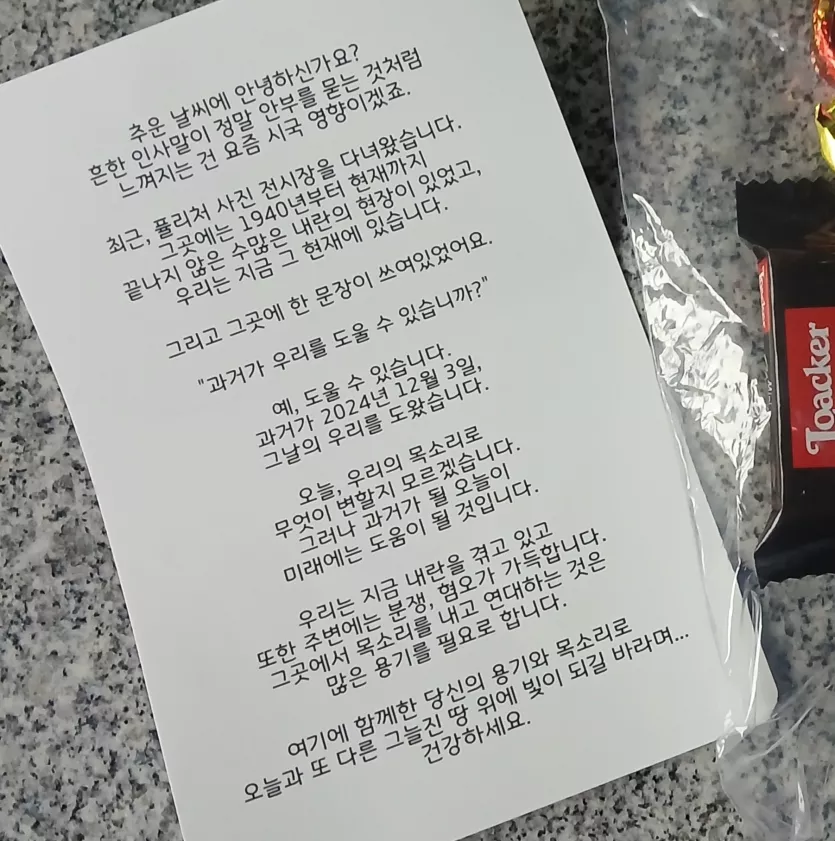 추운 날씨에 안녕하신가요?
흔한 인사말이 정말 안부를 묻는 것처럼
느껴지는 건 요즘 시국 영향이겠죠.
최근, 퓰리처 사진 전시장을 다녀왔습니다.
그곳에는 1940년부터 현재까지
끝나지 않은 수많은 내란의 현장이 있었고,
우리는 지금 그 현재에 있습니다.
그리고 그곳에 한 문장이 쓰여있었어요.
"과거가 우리를 도울 수 있습니까?"
예, 도울 수 있습니다.
과거가 2024년 12월 3일,
그날의 우리를 도왔습니다.
오늘, 우리의 목소리로
무엇이 변할지 모르겠습니다.
그러나 과거가 될 오늘이
미래에는 도움이 될 것입니다.
우리는 지금 내란을 겪고 있고
또한 주변에는 분쟁, 혐오가 가득합니다.
그곳에서 목소리를 내고 연대하는 것은
많은 용기를 필요로 합니다.
여기에 함께한 당신의 용기와 목소리로
오늘과 또 다른 그늘진 땅 위에 빛이 되길 바라며...
건강하세요.
Loacker